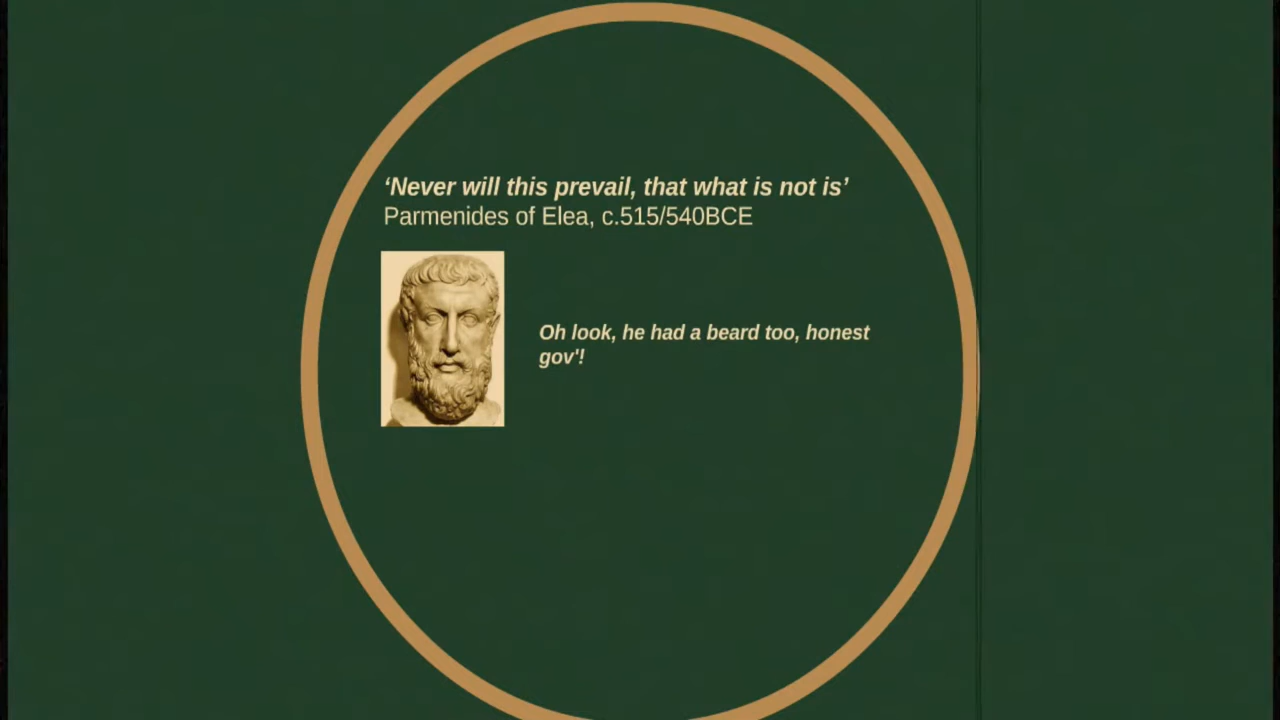 ‘Never will this prevail, that what is not is’
Parmenides of Elea, c.515/540BCE
Oh look, he had a beard too, honest
gov'!